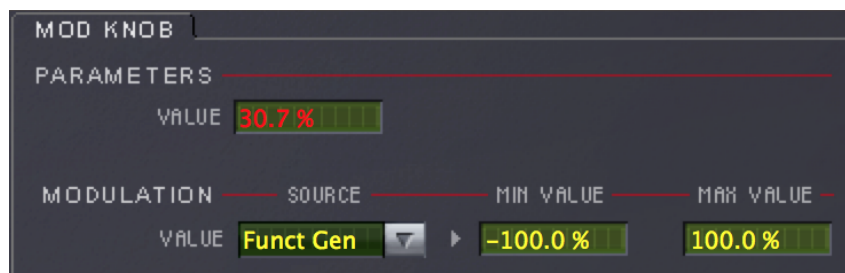 MOD KNOB
PARAMETERS
VALUE 30.7 %
MODULATION SOURCE MIN VALUE MAX VALUE
VALUE Funct Gen -100.0 % 100.0 %